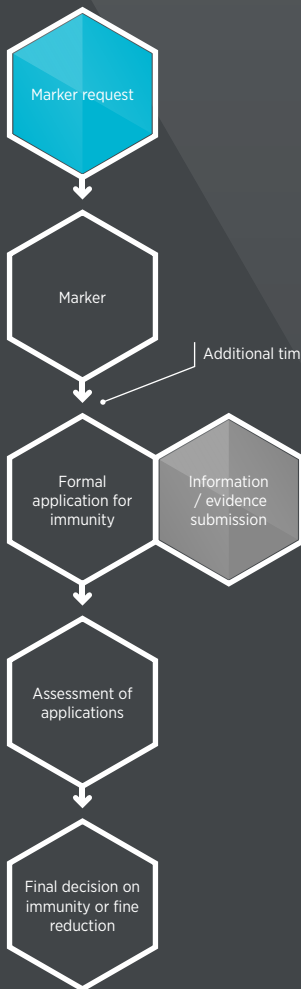 Marker request
Marker
Additional tim
Formal
application for
immunity
Information
/ evidence
submission
Assessment of
applications
Final decision on
immunity or fine
reduction